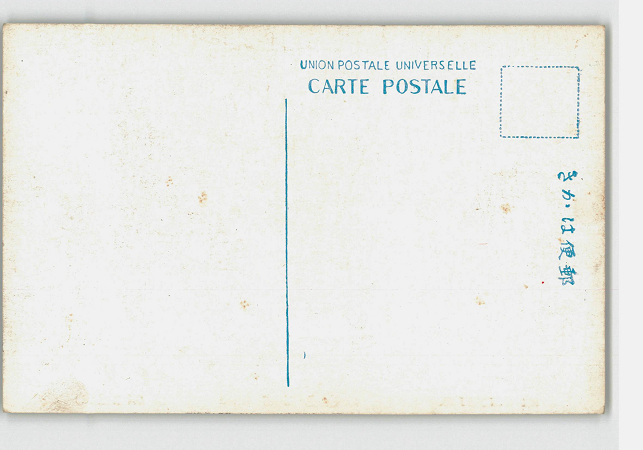 UNION POSTALE UNIVERSELLE
CARTE POSTALE
郵便はかき